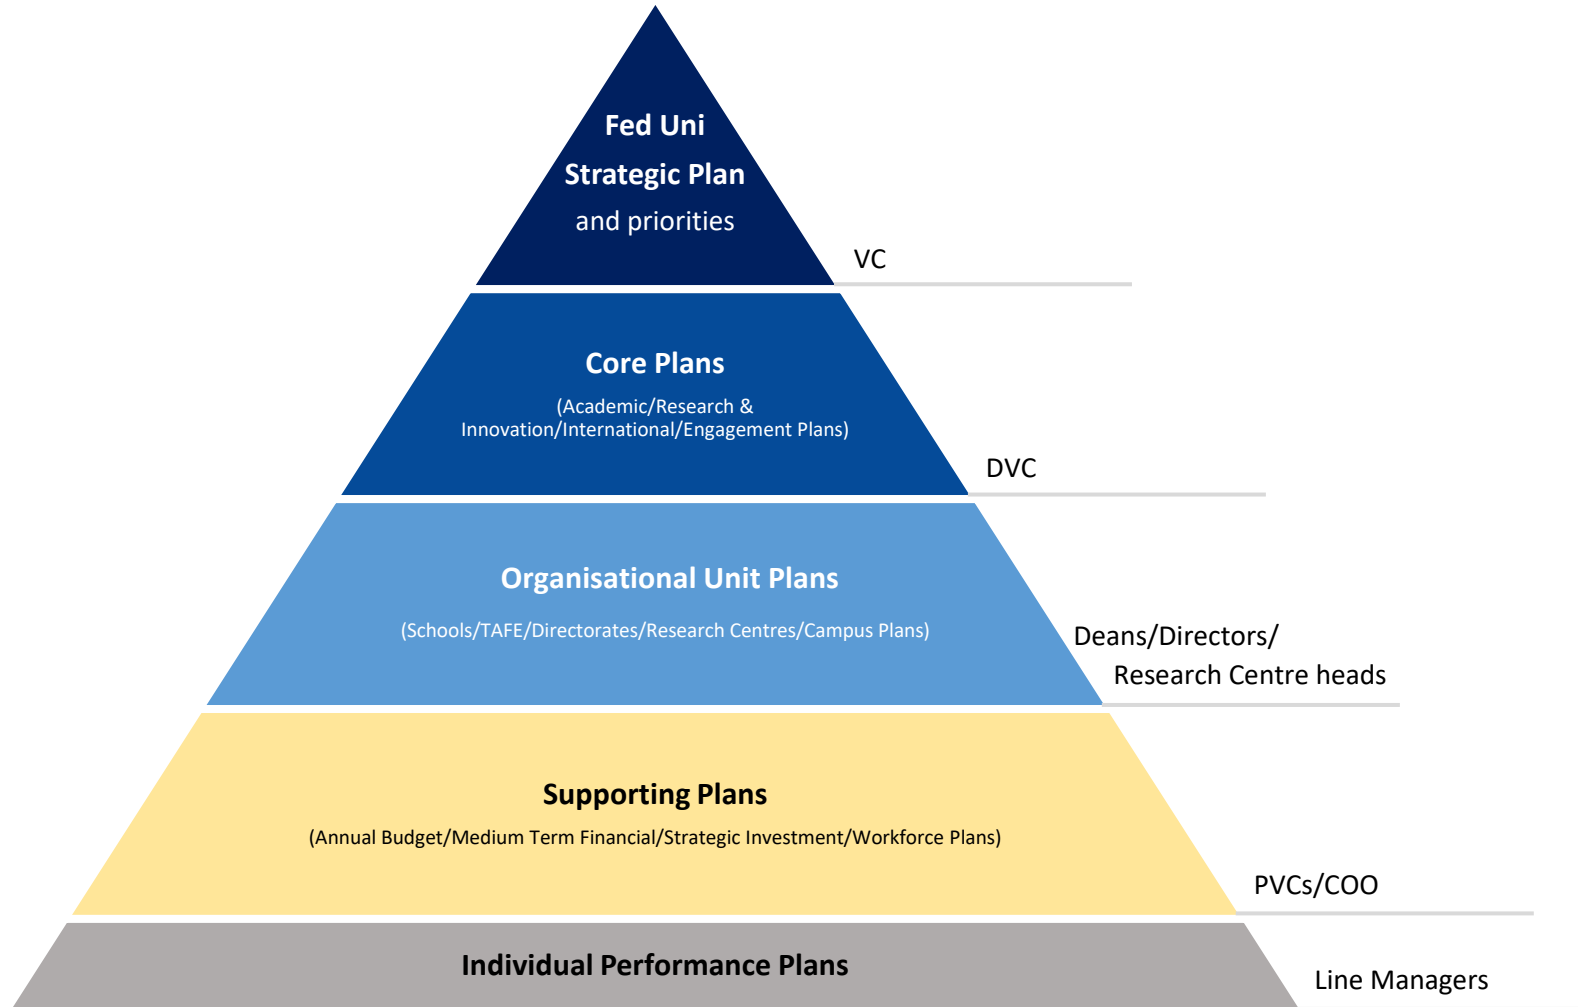 Fed Uni
Strategic Plan
and priorities
VC
Core Plans
(Academic/Research &
Innovation/International/Engagement Plans)
DVC
Organisational Unit Plans
(Schools/TAFE/Directorates/Research Centres/Campus Plans)
Deans/Directors/
Research Centre heads
Supporting Plans
(Annual Budget/Medium Term Financial/Strategic Investment/Workforce Plans)
PVCs/COO
Individual Performance Plans
Line Managers